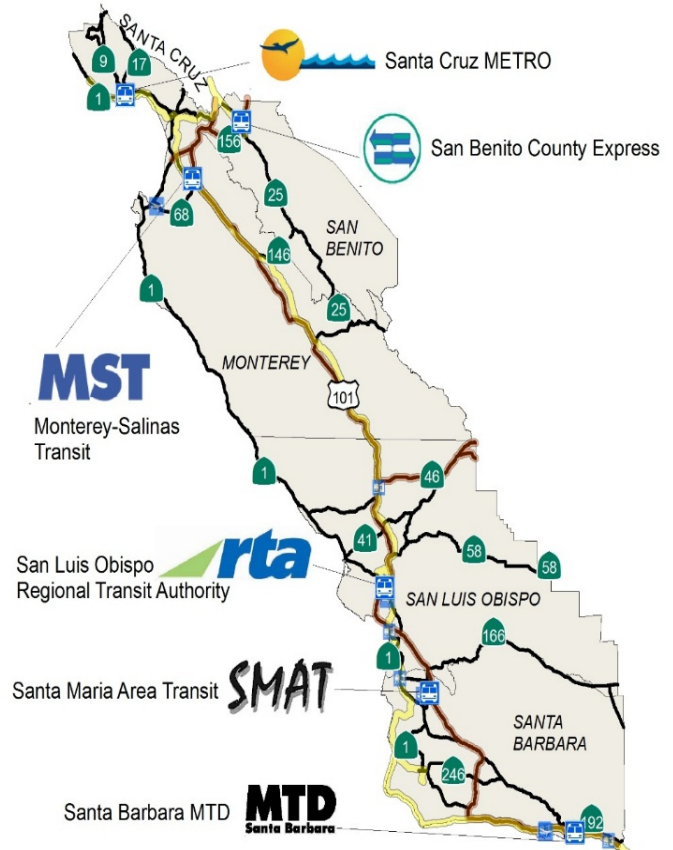 SANTA CRUZ
9
17
1
Santa Cruz METRO
156
San Benito County Express
68
25
SAN
BENITO
146
1
25
MONTEREY
MST
Monterey-Salinas
Transit
101
1
46
41
58
58
San Luis Obispo
Regional Transit Authority
rta
SAN LUIS OBISPO
166
1
Santa Maria Area Transit
SMAT
SANTA
BARBARA
1
246
Santa Barbara MTD
MTD
Santa Barbara
192